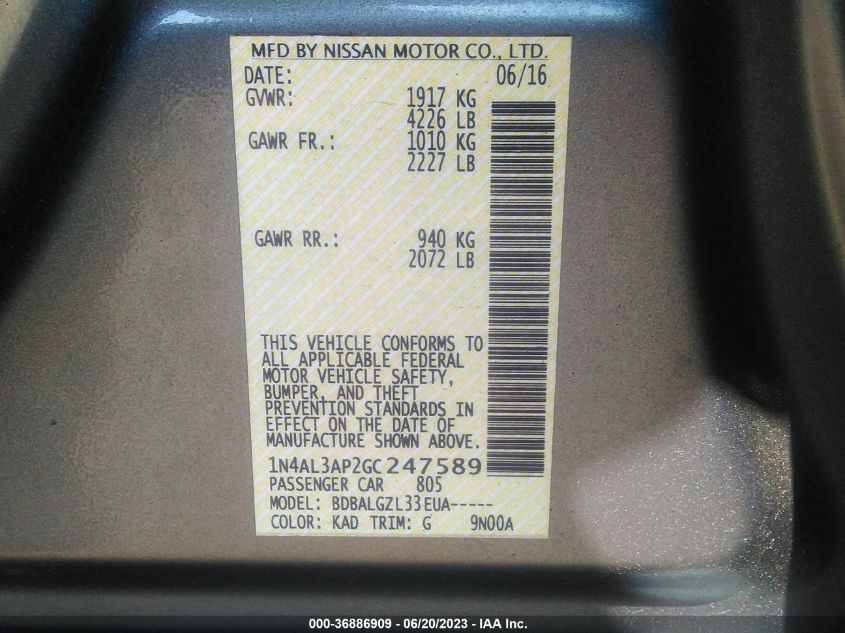 MFD BY NISSAN MOTOR CO., LTD.
DATE: 06/16
GVWR: 1917 KG
4226 LB
GAWR FR.: 1010 KG
2227 LB
GAWR RR.: 940 KG
2072 LB
THIS VEHICLE CONFORMS TO
ALL APPLICABLE FEDERAL
MOTOR VEHICLE SAFETY,
BUMPER, AND THEFT
PREVENTION STANDARDS IN
EFFECT ON THE DATE OF
MANUFACTURE SHOWN ABOVE.
1N4AL3AP2GC247589
PASSENGER CAR 805
MODEL: BDBALGZL33EUA-----
COLOR: KAD TRIM: G 9N00A
000-36886909 - 06/20/2023 - IAA Inc.